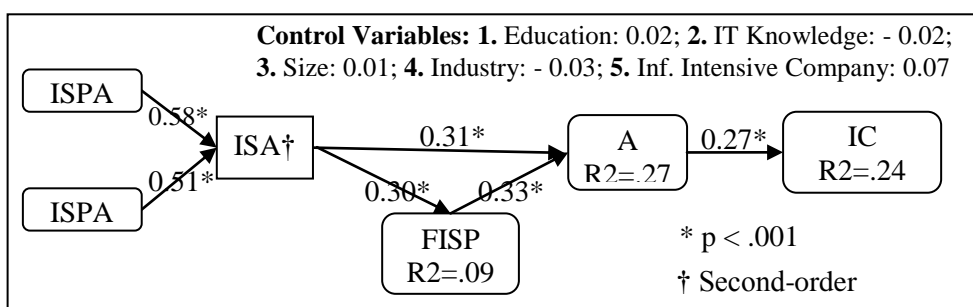 Control Variables: 1. Education: 0.02; 2. IT Knowledge: - 0.02;
3. Size: 0.01; 4. Industry: - 0.03; 5. Inf. Intensive Company: 0.07
ISPA
0.58*
ISA†
0.51*
ISPA
0.31*
0.30*
0.33*
FISP
R2=.09
A
R2=.27
0.27*
IC
R2=.24
* p < .001
† Second-order